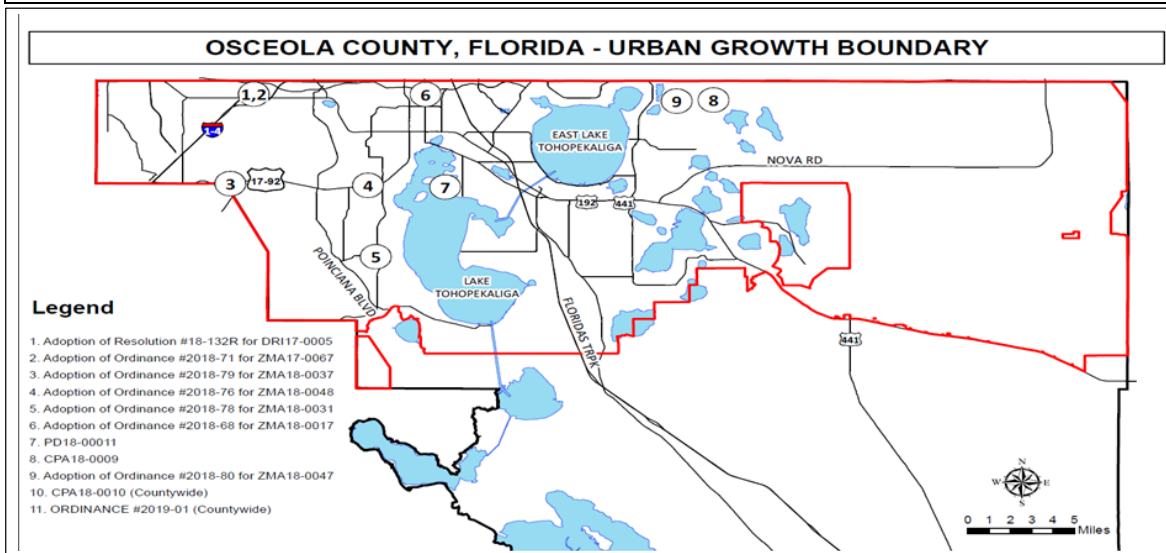 OSCEOLA COUNTY, FLORIDA - URBAN GROWTH BOUNDARY
1,2
6
9
8
I-4
EAST LAKE
TOHOPEKALIGA
NOVA RD
3
17-92
4
7
192
441
5
POINCIANA BLVD
LAKE
TOHOPEKALIGA
FLORIDAS TRPK
441
Legend
1. Adoption of Resolution #18-132R for DRI17-0005
2. Adoption of Ordinance #2018-71 for ZMA17-0067
3. Adoption of Ordinance #2018-79 for ZMA18-0037
4. Adoption of Ordinance #2018-76 for ZMA18-0048
5. Adoption of Ordinance #2018-78 for ZMA18-0031
6. Adoption of Ordinance #2018-68 for ZMA18-0017
7. PD18-00011
8. CPA18-0009
9. Adoption of Ordinance #2018-80 for ZMA18-0047
10. CPA18-0010 (Countywide)
11. ORDINANCE #2019-01 (Countywide)
N
W E
S
0 1 2 3 4 5
Miles